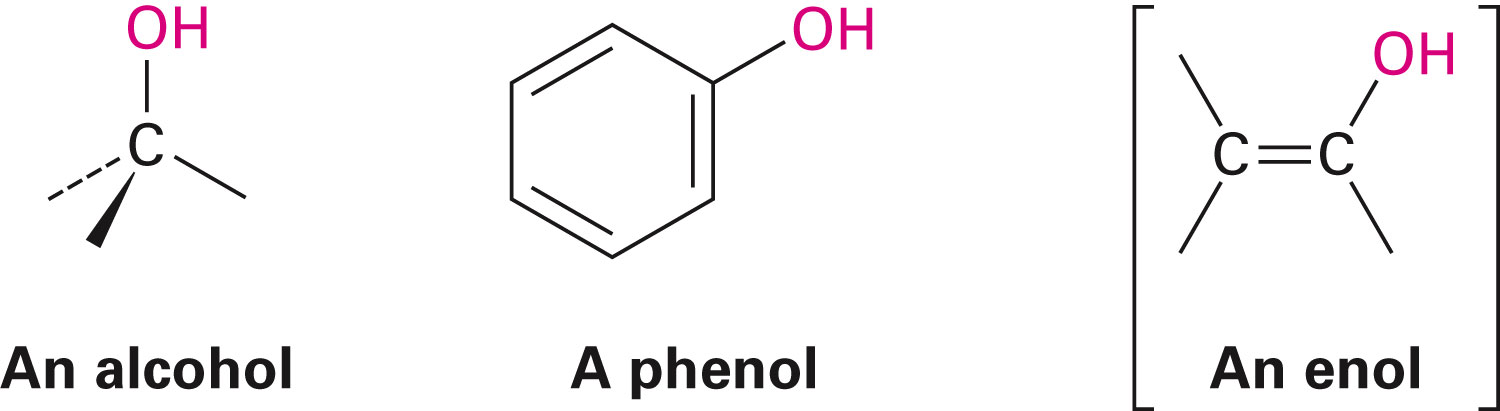 OH
C
An alcohol
OH
A phenol
OH
C=C
An enol